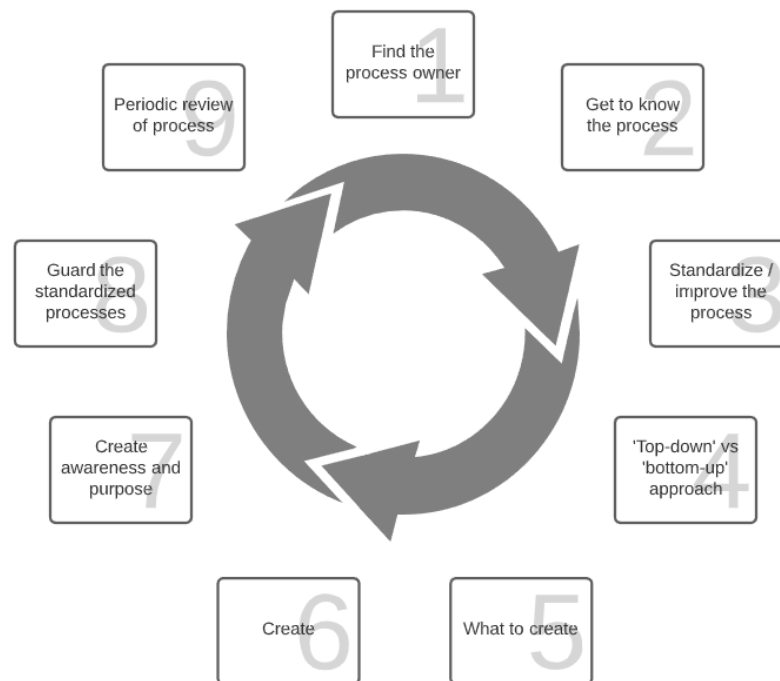 1
Find the
process owner
2
Get to know
the process
3
Standardize /
improve the
process
4
'Top-down' vs
'bottom-up'
approach
5
What to create
6
Create
7
Create
awareness and
purpose
8
Guard the
standardized
processes
9
Periodic review
of process